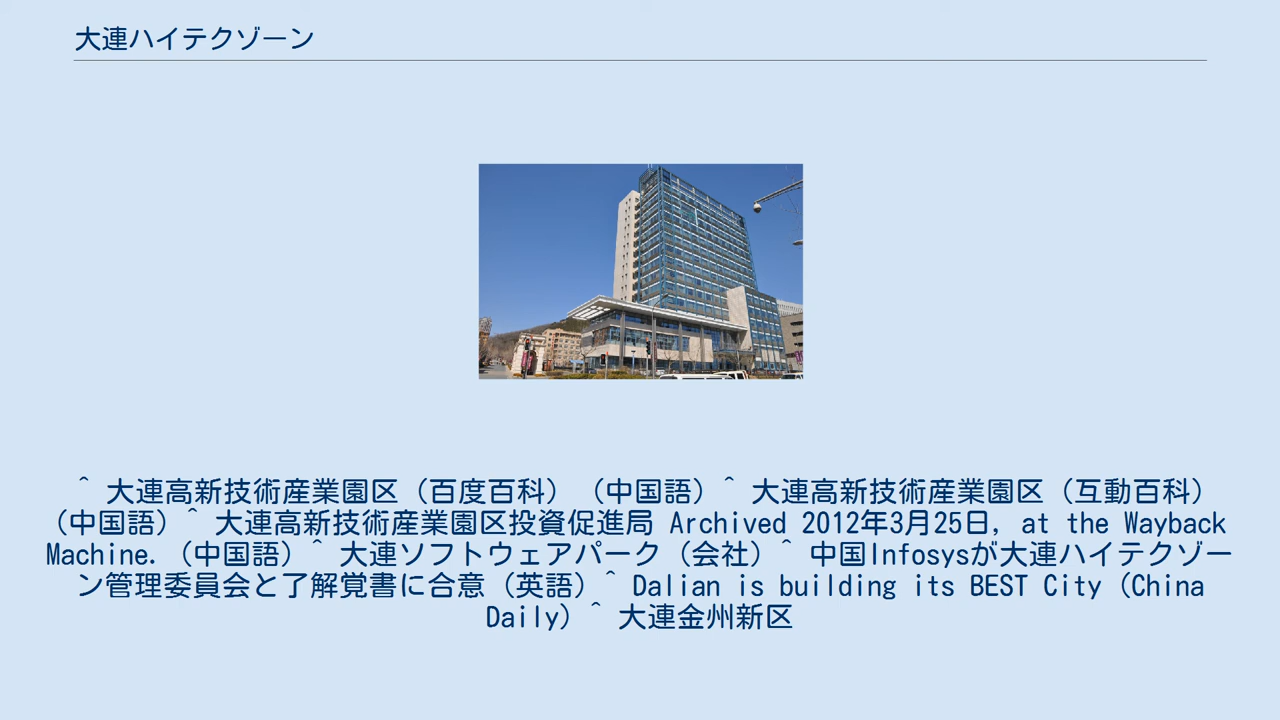 大連ハイテクゾーン
^ 大連高新技術産業園区（百度百科）（中国語）^ 大連高新技術産業園区（互動百科）
（中国語）^ 大連高新技術産業園区投資促進局 Archived 2012年3月25日, at the Wayback
Machine.（中国語）^ 大連ソフトウェアパーク（会社）^ 中国Infosysが大連ハイテクゾー
ン管理委員会と了解覚書に合意（英語）^ Dalian is building its BEST City（China
Daily）^ 大連金州新区